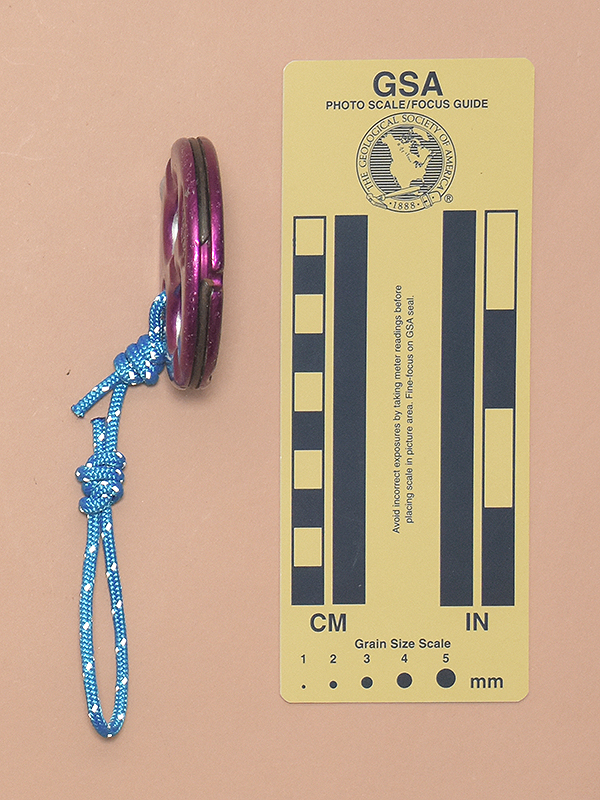 GSA
PHOTO SCALE/FOCUS GUIDE
THE GEOLOGICAL SOCIETY OF AMERICA
·1888·
®
Avoid incorrect exposures by taking meter readings before
placing scale in picture area. Fine-focus on GSA seal.
CM IN
Grain Size Scale
1 2 3 4 5
mm